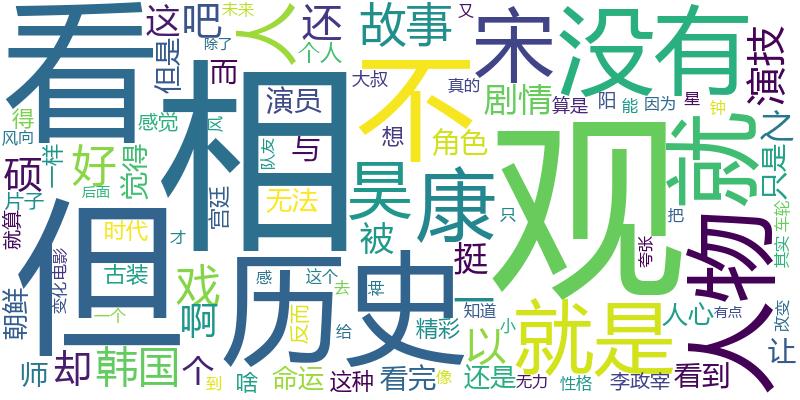 看
相
观
但
历史
不
没有
就
就是
人物
人
宋
康
昊
故事
这
吧
还
但是
未来
除了
又
演技
个人
大叔
真的
剧情
算是
阳
能
因为
星
钟
之
只是
而
演员
得
风向
感觉
风
队友
与
想
角色
一样
好
觉得
硕
片子
后面
宫廷
无法
被
挺
只
把
夸张
其实
车轮
就算
时代
才
变化
电影
古装
戏
感
这个
去
神
一
知道
朝鲜
一个
啊
反而
给
精彩
小
以
人心
有点
改变
让
师
却
韩国
个
到
啥
命运
这种
看完
像
还是
无力
性格
李政宰
看到